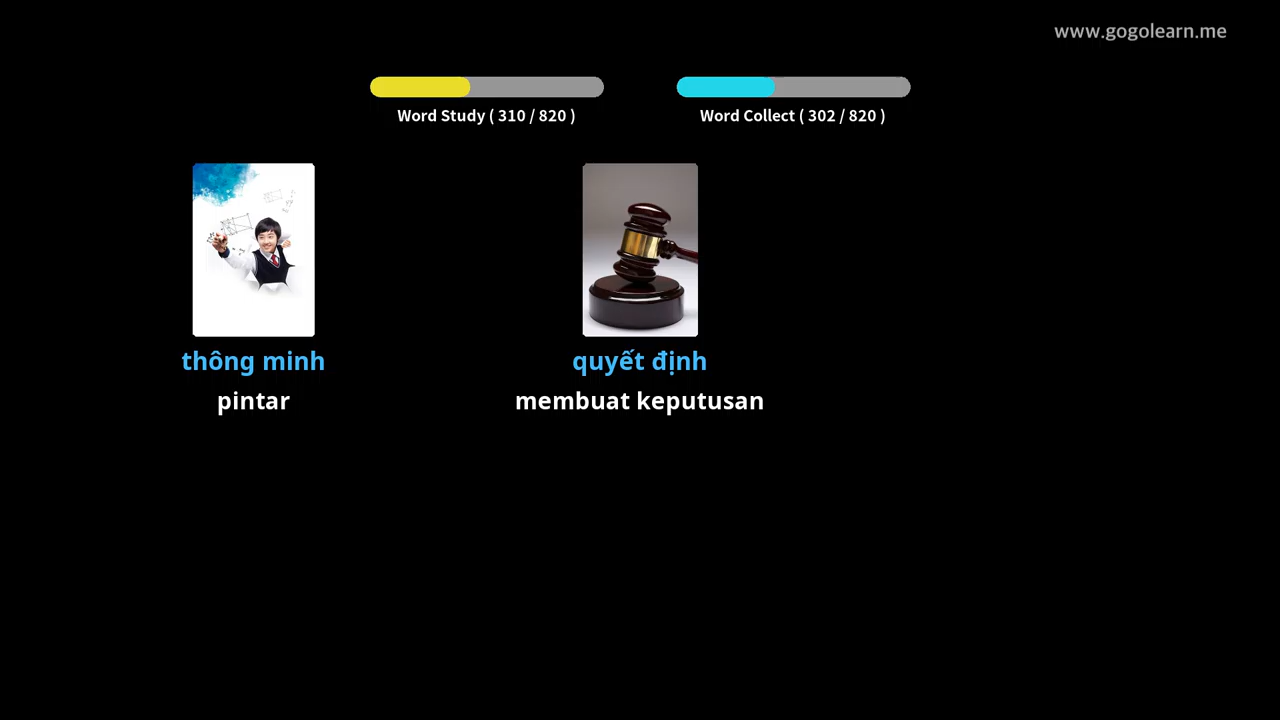 www.gogolearn.me
Word Study ( 310 / 820 )
Word Collect ( 302 / 820 )
thông minh
pintar
quyết định
membuat keputusan